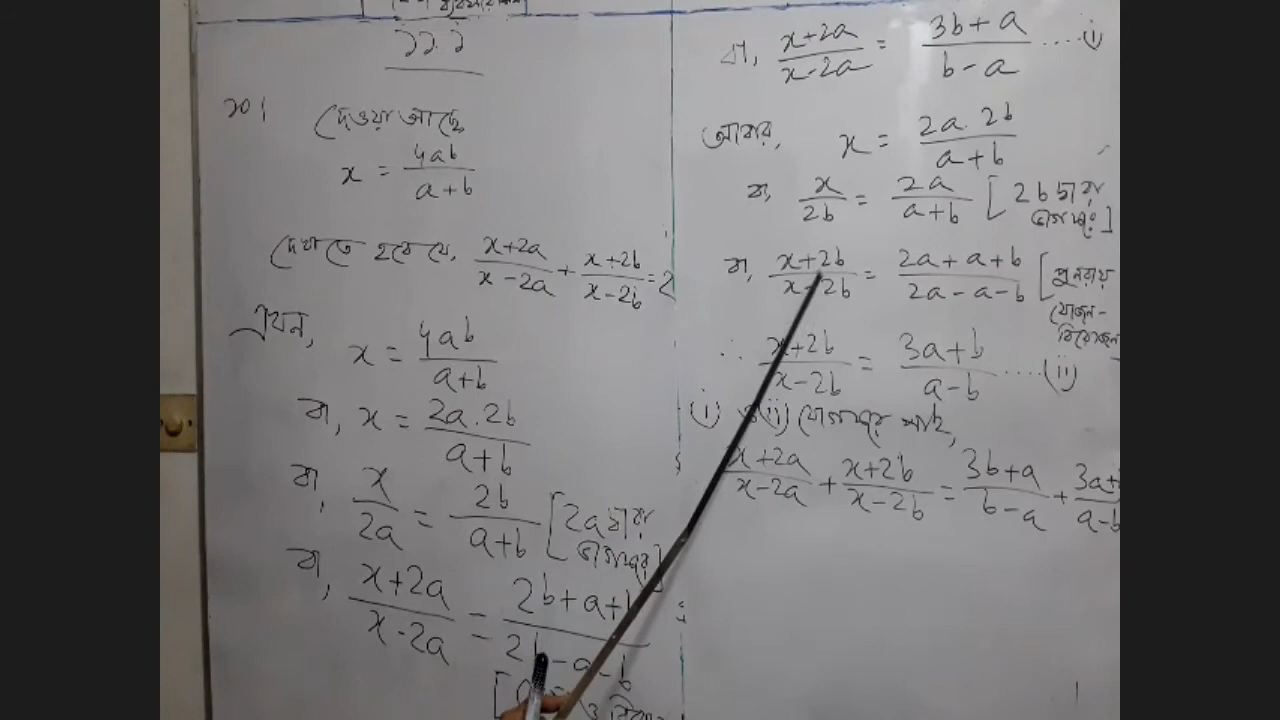 ১১.১
১০। দেওয়া আছে
x = 4ab/(a+b)
দেখাতে হবে যে, (x+2a)/(x-2a) + (x+2b)/(x-2b) = 2
এখন,
x = 4ab/(a+b)
বা, x = 2a.2b/(a+b)
বা, x/2a = 2b/(a+b) [2a দ্বারা
ভাগ করে]
বা, (x+2a)/(x-2a) = (2b+a+b)/(2b-a-b)
বা, (x+2a)/(x-2a) = (3b+a)/(b-a) ....(i)
আবার, x = 2a.2b/(a+b)
বা, x/2b = 2a/(a+b) [2b দ্বারা
ভাগ করে]
বা, (x+2b)/(x-2b) = (2a+a+b)/(2a-a-b) [পুনরায়
যোজন-
বিয়োজন
∴ (x+2b)/(x-2b) = (3a+b)/(a-b) ....(ii)
(i) ও (ii) যোগ করে পাই,
(x+2a)/(x-2a) + (x+2b)/(x-2b) = (3b+a)/(b-a) + (3a+b)/(a-b)